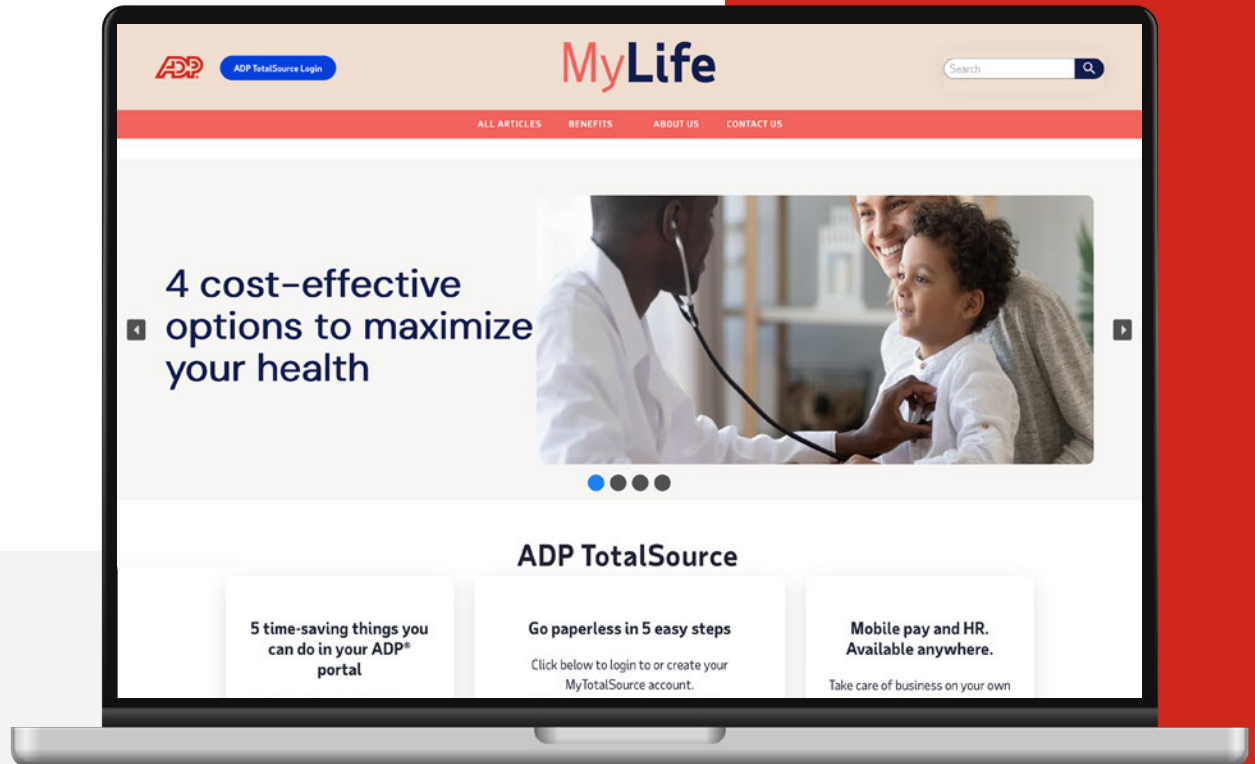 ADP
ADP TotalSource Login
MyLife
Search
ALL ARTICLES BENEFITS ABOUT US CONTACT US
4 cost-effective
options to maximize
your health
ADP TotalSource
5 time-saving things you
can do in your ADP®
portal
Go paperless in 5 easy steps
Click below to login to or create your
MyTotalSource account.
Mobile pay and HR.
Available anywhere.
Take care of business on your own